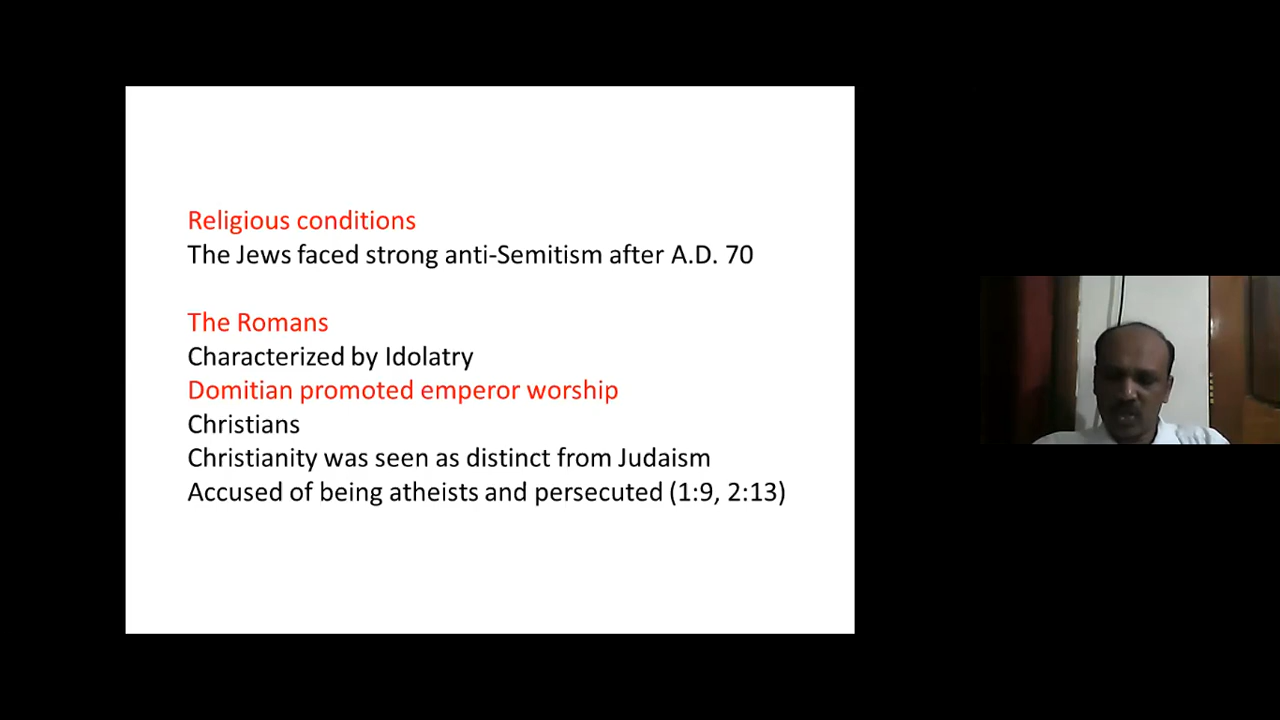 Religious conditions
The Jews faced strong anti-Semitism after A.D. 70
The Romans
Characterized by Idolatry
Domitian promoted emperor worship
Christians
Christianity was seen as distinct from Judaism
Accused of being atheists and persecuted (1:9, 2:13)